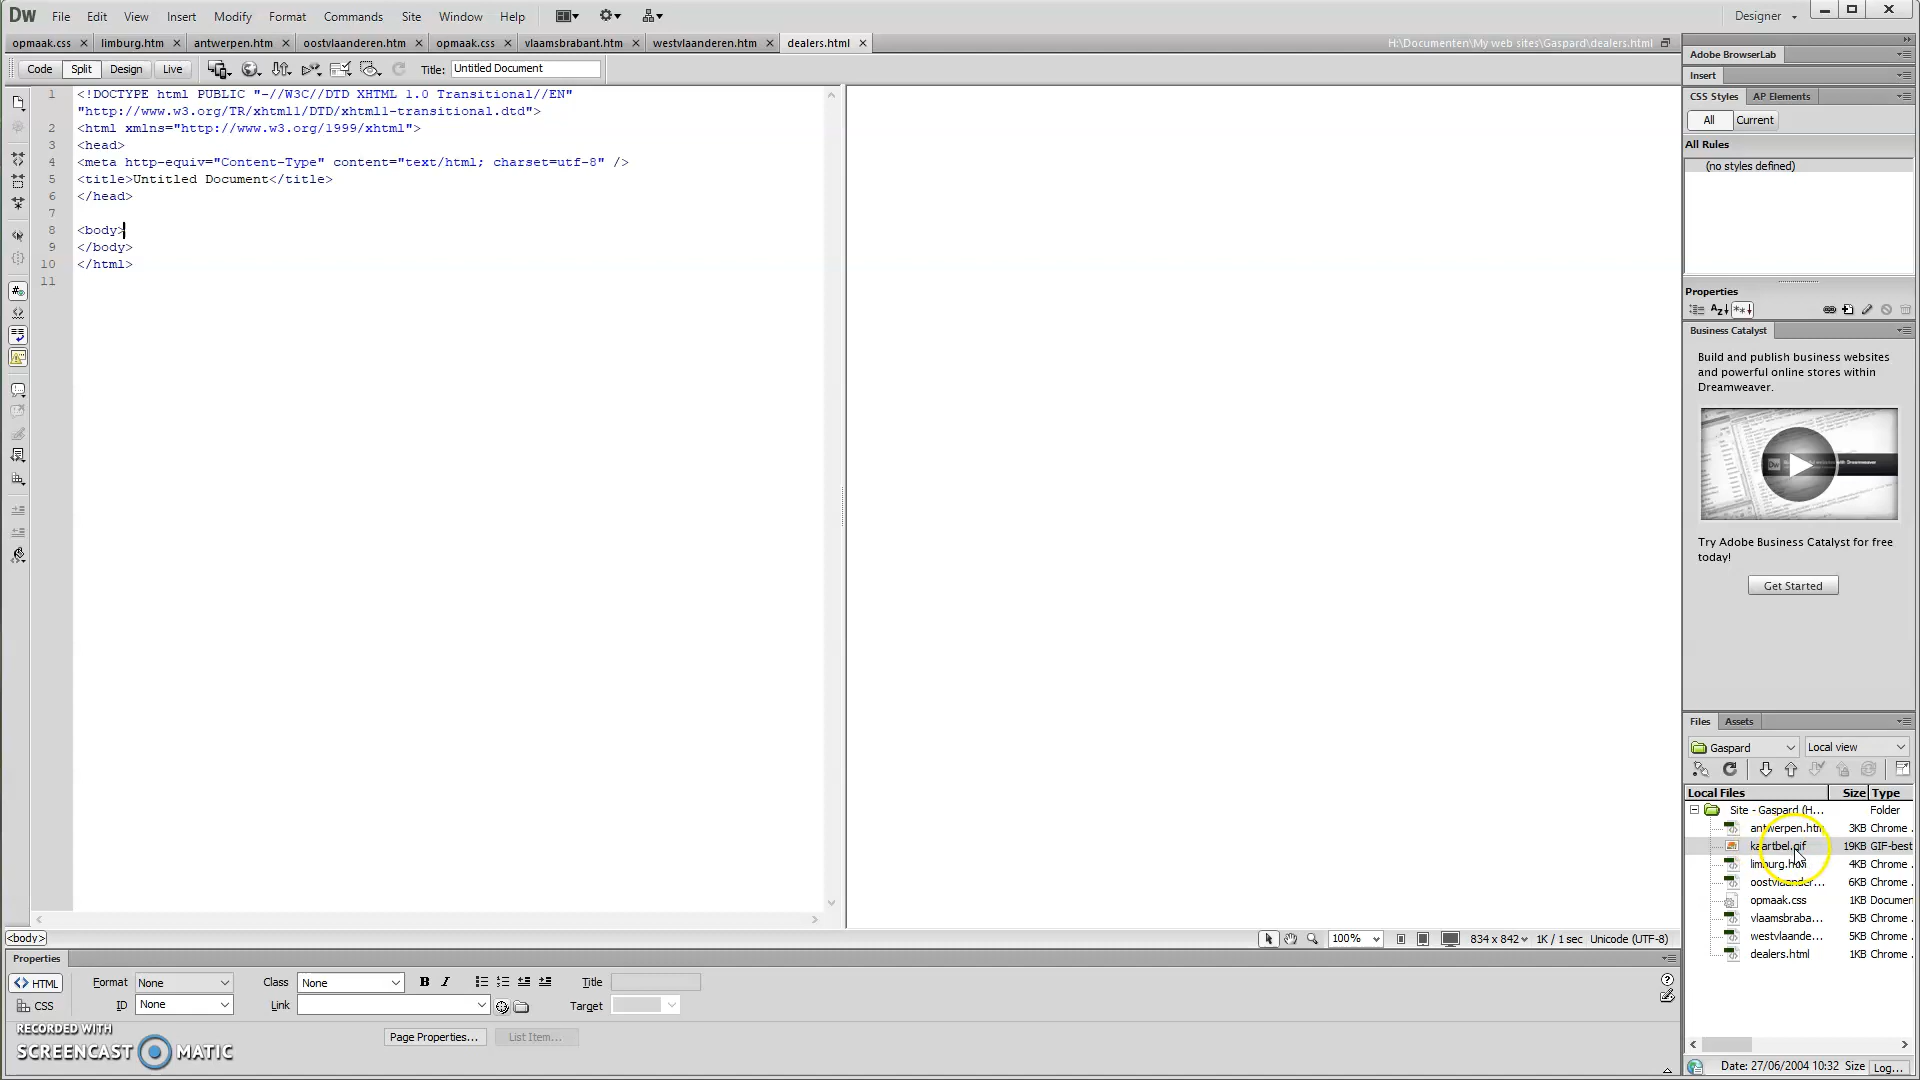 Dw File Edit View Insert Modify Format Commands Site Window Help Designer
opmaak.css limburg.htm antwerpen.htm oostvlaanderen.htm opmaak.css vlaamsbrabant.htm westvlaanderen.htm dealers.html H:\Documenten\My web sites\Gaspard\dealers.html
Code Split Design Live Title: Untitled Document
1 <!DOCTYPE html PUBLIC "-//W3C//DTD XHTML 1.0 Transitional//EN"
"http://www.w3.org/TR/xhtml1/DTD/xhtml1-transitional.dtd">
2 <html xmlns="http://www.w3.org/1999/xhtml">
3 <head>
4 <meta http-equiv="Content-Type" content="text/html; charset=utf-8" />
5 <title>Untitled Document</title>
6 </head>
7
8 <body>
9 </body>
10 </html>
11
Adobe BrowserLab
Insert
CSS Styles AP Elements
All Current
All Rules
(no styles defined)
Properties
Business Catalyst
Build and publish business websites
and powerful online stores within
Dreamweaver.
Try Adobe Business Catalyst for free
today!
Get Started
Files Assets
Gaspard Local view
Local Files Size Type
Site - Gaspard (H... Folder
antwerpen.htm 3KB Chrome .
kaartbel.gif 19KB GIF-best
limburg.htm 4KB Chrome .
oostvlaander... 6KB Chrome .
opmaak.css 1KB Documen
vlaamsbraba... 5KB Chrome .
westvlaande... 5KB Chrome .
dealers.html 1KB Chrome .
Date: 27/06/2004 10:32 Size Log...
<body> 100% 834 x 842 1K / 1 sec Unicode (UTF-8)
Properties
HTML Format None Class None B I Title
CSS ID None Link Target
Page Properties... List Item...
RECORDED WITH
SCREENCAST MATIC